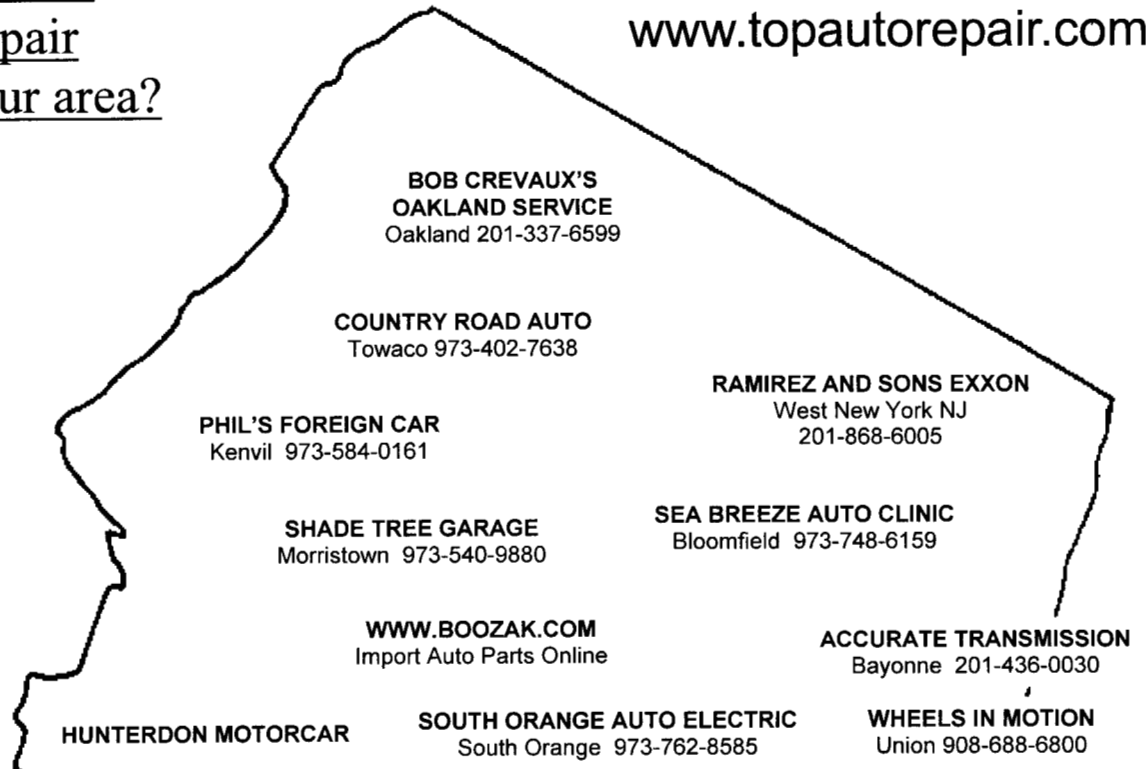 pair
ur area?
www.topautorepair.com
BOB CREVAUX'S
OAKLAND SERVICE
Oakland 201-337-6599
COUNTRY ROAD AUTO
Towaco 973-402-7638
RAMIREZ AND SONS EXXON
West New York NJ
201-868-6005
PHIL'S FOREIGN CAR
Kenvil 973-584-0161
SEA BREEZE AUTO CLINIC
Bloomfield 973-748-6159
SHADE TREE GARAGE
Morristown 973-540-9880
WWW.BOOZAK.COM
Import Auto Parts Online
ACCURATE TRANSMISSION
Bayonne 201-436-0030
HUNTERDON MOTORCAR
SOUTH ORANGE AUTO ELECTRIC
South Orange 973-762-8585
WHEELS IN MOTION
Union 908-688-6800